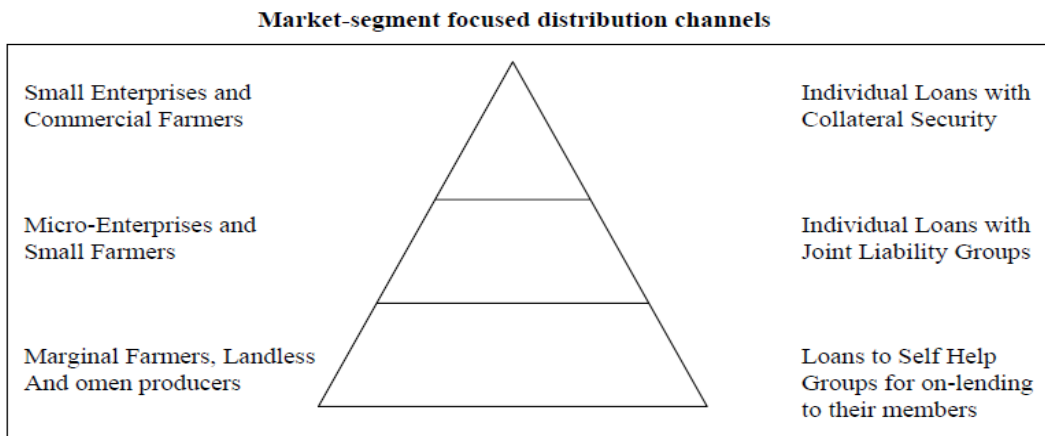 Market-segment focused distribution channels
Small Enterprises and
Commercial Farmers
Individual Loans with
Collateral Security
Micro-Enterprises and
Small Farmers
Individual Loans with
Joint Liability Groups
Marginal Farmers, Landless
And omen producers
Loans to Self Help
Groups for on-lending
to their members